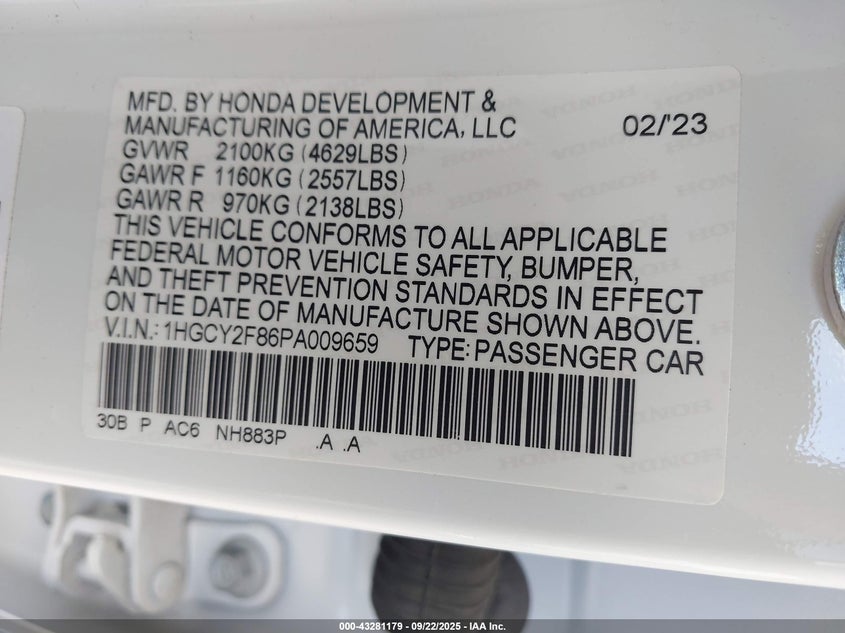 MFD. BY HONDA DEVELOPMENT &
MANUFACTURING OF AMERICA, LLC 02/'23
GVWR 2100KG (4629LBS)
GAWR F 1160KG (2557LBS)
GAWR R 970KG (2138LBS)
THIS VEHICLE CONFORMS TO ALL APPLICABLE
FEDERAL MOTOR VEHICLE SAFETY, BUMPER,
AND THEFT PREVENTION STANDARDS IN EFFECT
ON THE DATE OF MANUFACTURE SHOWN ABOVE.
V.I.N.: 1HGCY2F86PA009659 TYPE: PASSENGER CAR
30B P AC6 NH883P .A .A
000-43281179 | 09/22/2025 | IAA Inc.